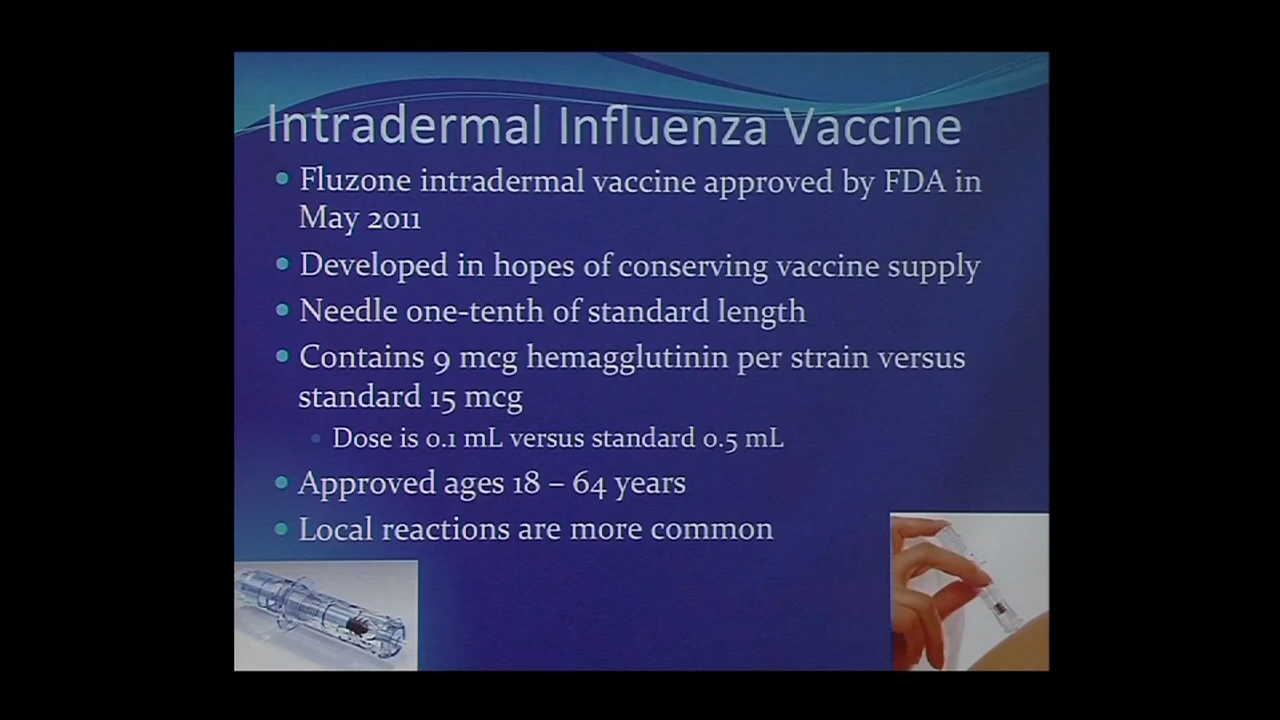 Intradermal Influenza Vaccine
Fluzone intradermal vaccine approved by FDA in
May 2011
Developed in hopes of conserving vaccine supply
Needle one-tenth of standard length
Contains 9 mcg hemagglutinin per strain versus
standard 15 mcg
Dose is 0.1 mL versus standard 0.5 mL
Approved ages 18 – 64 years
Local reactions are more common